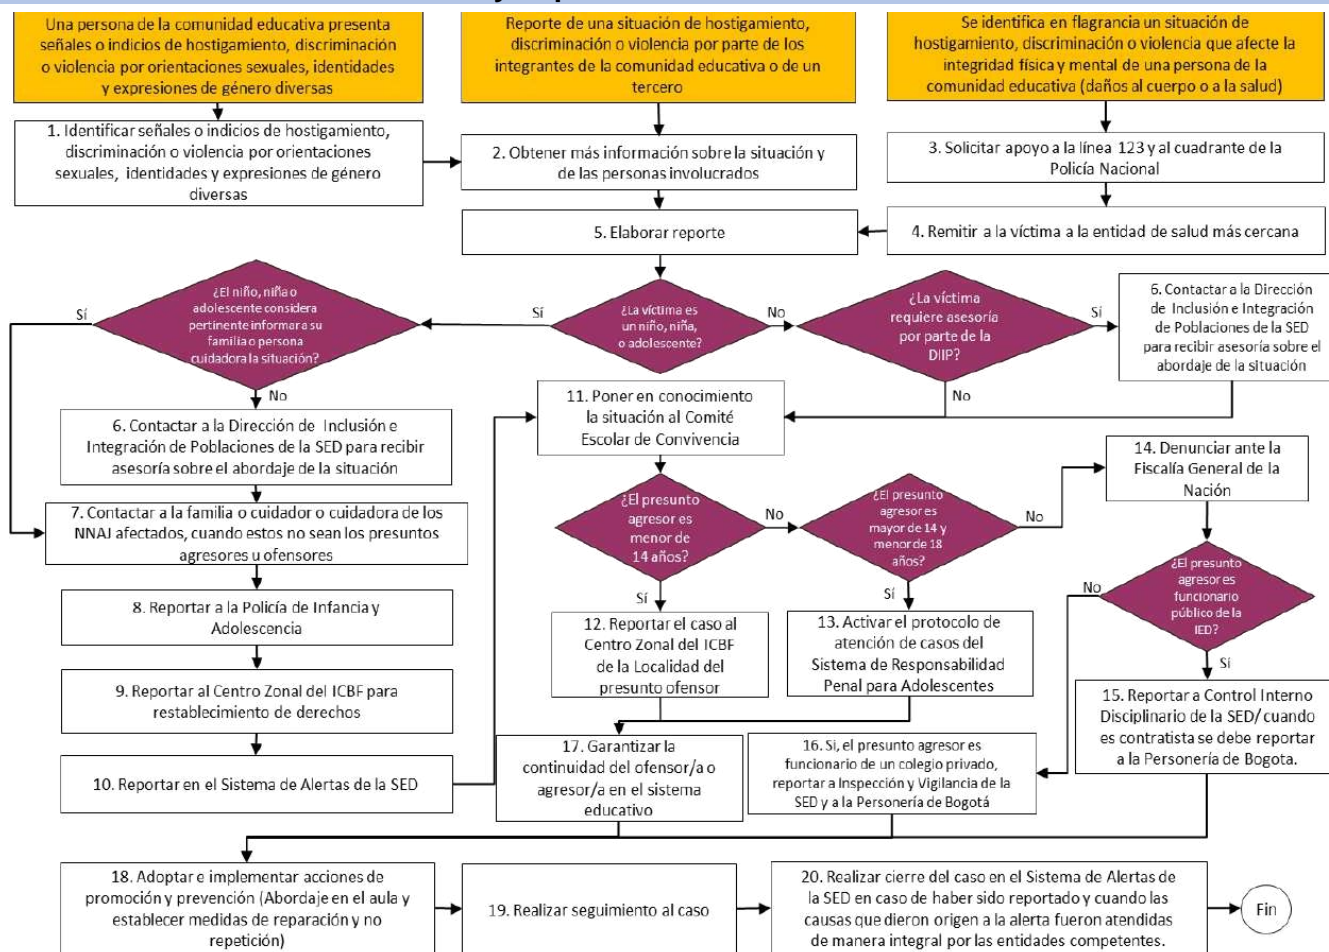 Una persona de la comunidad educativa presenta
señales o indicios de hostigamiento, discriminación
o violencia por orientaciones sexuales, identidades
y expresiones de género diversas
Reporte de una situación de hostigamiento,
discriminación o violencia por parte de los
integrantes de la comunidad educativa o de un
tercero
Se identifica en flagrancia un situación de
hostigamiento, discriminación o violencia que afecte la
integridad física y mental de una persona de la
comunidad educativa (daños al cuerpo o a la salud)
1. Identificar señales o indicios de hostigamiento,
discriminación o violencia por orientaciones
sexuales, identidades y expresiones de género
diversas
2. Obtener más información sobre la situación y
de las personas involucrados
3. Solicitar apoyo a la línea 123 y al cuadrante de la
Policía Nacional
5. Elaborar reporte
4. Remitir a la víctima a la entidad de salud más cercana
¿El niño, niña o
adolescente considera
pertinente informar a su
familia o persona
cuidadora la situación?
Sí
Sí
¿La víctima es
un niño, niña,
o adolescente?
No
¿La víctima
requiere asesoría
por parte de la
DIIP?
Sí
6. Contactar a la Dirección
de Inclusión e Integración
de Poblaciones de la SED
para recibir asesoría sobre el
abordaje de la situación
No
No
6. Contactar a la Dirección de Inclusión e
Integración de Poblaciones de la SED para recibir
asesoría sobre el abordaje de la situación
11. Poner en conocimiento
la situación al Comité
Escolar de Convivencia
14. Denunciar ante la
Fiscalía General de la
Nación
7. Contactar a la familia o cuidador o cuidadora de los
NNAJ afectados, cuando estos no sean los presuntos
agresores u ofensores
¿El presunto
agresor es
menor de
14 años?
No
¿El presunto
agresor es
mayor de 14 y
menor de 18
años?
No
¿El presunto
agresor es
funcionario
público de la
IED?
No
Sí
Sí
Sí
8. Reportar a la Policía de Infancia y
Adolescencia
12. Reportar el caso al
Centro Zonal del ICBF
de la Localidad del
presunto ofensor
13. Activar el protocolo de
atención de casos del
Sistema de Responsabilidad
Penal para Adolescentes
9. Reportar al Centro Zonal del ICBF para
restablecimiento de derechos
15. Reportar a Control Interno
Disciplinario de la SED/ cuando
es contratista se debe reportar
a la Personería de Bogota.
10. Reportar en el Sistema de Alertas de la SED
17. Garantizar la
continuidad del ofensor/a o
agresor/a en el sistema
educativo
16. Si, el presunto agresor es
funcionario de un colegio privado,
reportar a Inspección y Vigilancia de la
SED y a la Personería de Bogotá
18. Adoptar e implementar acciones de
promoción y prevención (Abordaje en el aula y
establecer medidas de reparación y no
repetición)
19. Realizar seguimiento al caso
20. Realizar cierre del caso en el Sistema de Alertas de
la SED en caso de haber sido reportado y cuando las
causas que dieron origen a la alerta fueron atendidas
de manera integral por las entidades competentes.
Fin